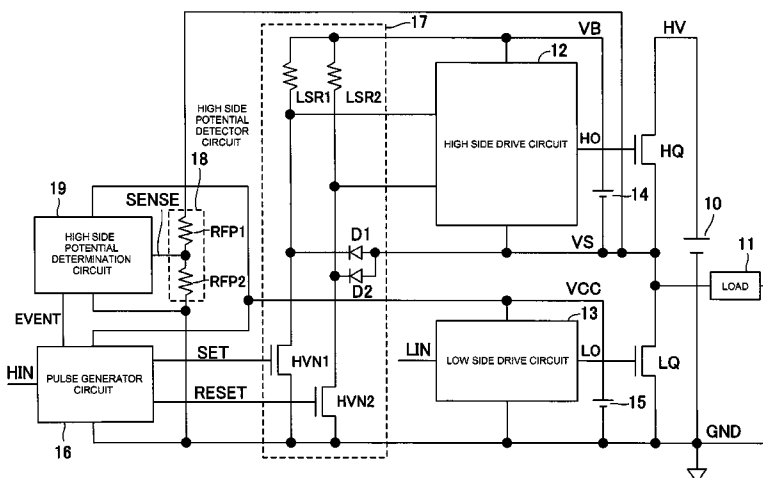 17
VB
HV
12
LSR1
LSR2
HIGH SIDE
POTENTIAL
DETECTOR
CIRCUIT
HIGH SIDE DRIVE CIRCUIT
HO
HQ
18
14
10
19
SENSE
RFP1
D1
VS
11
HIGH SIDE
POTENTIAL
DETERMINATION
CIRCUIT
RFP2
D2
LOAD
VCC
13
EVENT
SET
HVN1
LIN
LOW SIDE DRIVE CIRCUIT
LO
LQ
HIN
PULSE GENERATOR
CIRCUIT
RESET
HVN2
15
16
GND